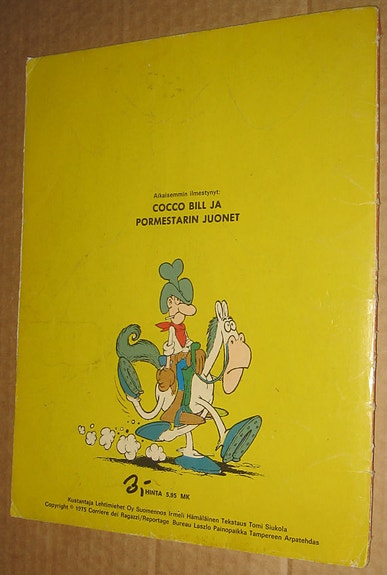 Aikaisemmin ilmestynyt:
COCCO BILL JA
PORMESTARIN JUONET
3,-
HINTA 5.95 MK
Kustantaja Lehtimiehet Oy Suomennos Irmeli Hämäläinen Tekstaus Tomi Siukola
Copyright © 1975 Corriere dei Ragazzi/Reportage Bureau Laszlo Painopaikka Tampereen Arpatehdas